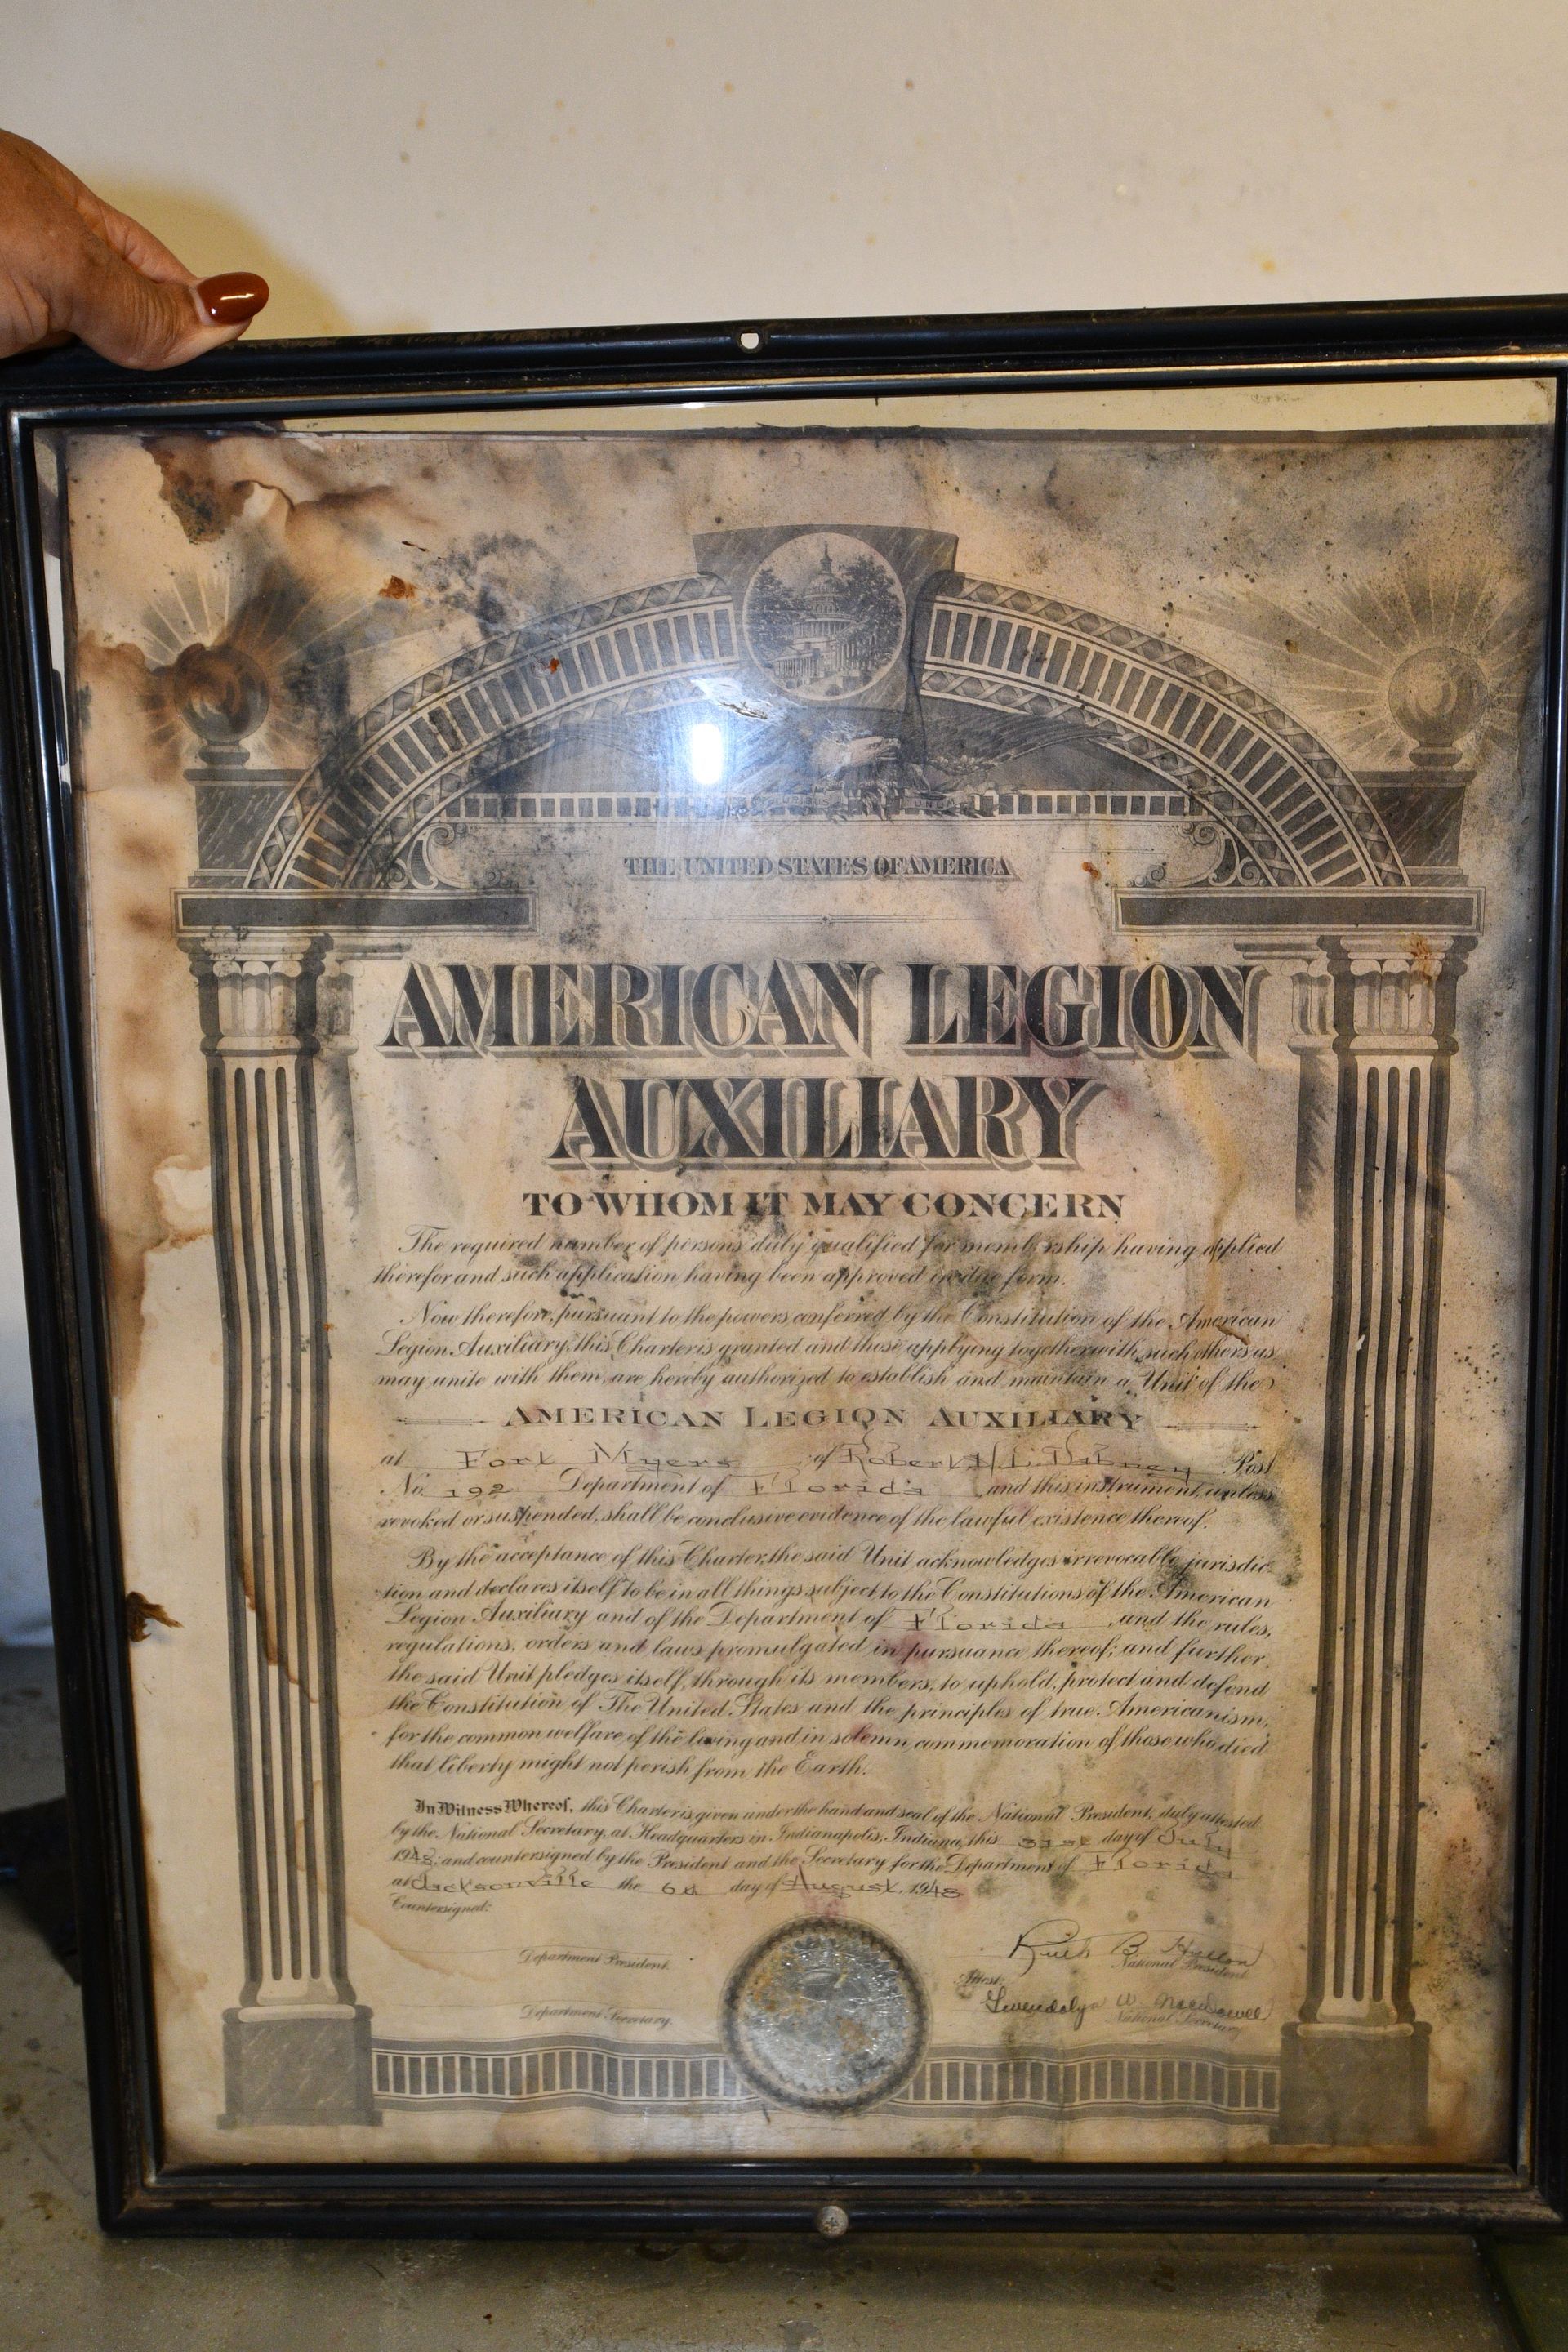 E PLURIBUS UNUM
THE UNITED STATES OF AMERICA
AMERICAN LEGION
AUXILIARY
TO WHOM IT MAY CONCERN
The required number of persons duly qualified for membership having applied
therefor and such application having been approved in due form.
Now therefore, pursuant to the powers conferred by the Constitution of the American
Legion Auxiliary, this Charter is granted and those applying together with such others as
may unite with them, are hereby authorized to establish and maintain a Unit of the
AMERICAN LEGION AUXILIARY
at Fort Myers of Robert H. Dabney Post
No. 192 Department of Florida and this instrument, unless
revoked or suspended, shall be conclusive evidence of the lawful existence thereof.
By the acceptance of this Charter, the said Unit acknowledges irrevocable jurisdic-
tion and declares itself to be in all things subject to the Constitutions of the American
Legion Auxiliary and of the Department of Florida, and the rules,
regulations, orders and laws promulgated in pursuance thereof; and further,
the said Unit pledges itself, through its members, to uphold, protect and defend
the Constitution of The United States and the principles of true Americanism,
for the common welfare of the living and in solemn commemoration of those who died
that liberty might not perish from the Earth.
In Witness Whereof, this Charter is given under the hand and seal of the National President, duly attested
by the National Secretary, at Headquarters in Indianapolis, Indiana, this 31st day of July
1948; and countersigned by the President and the Secretary for the Department of Florida
at Jacksonville the 6th day of August, 1948
Countersigned:
Department President.
Department Secretary.
Ruth B. Hutton
National President
Attest:
Gwendolyn W. MacDowell
National Secretary